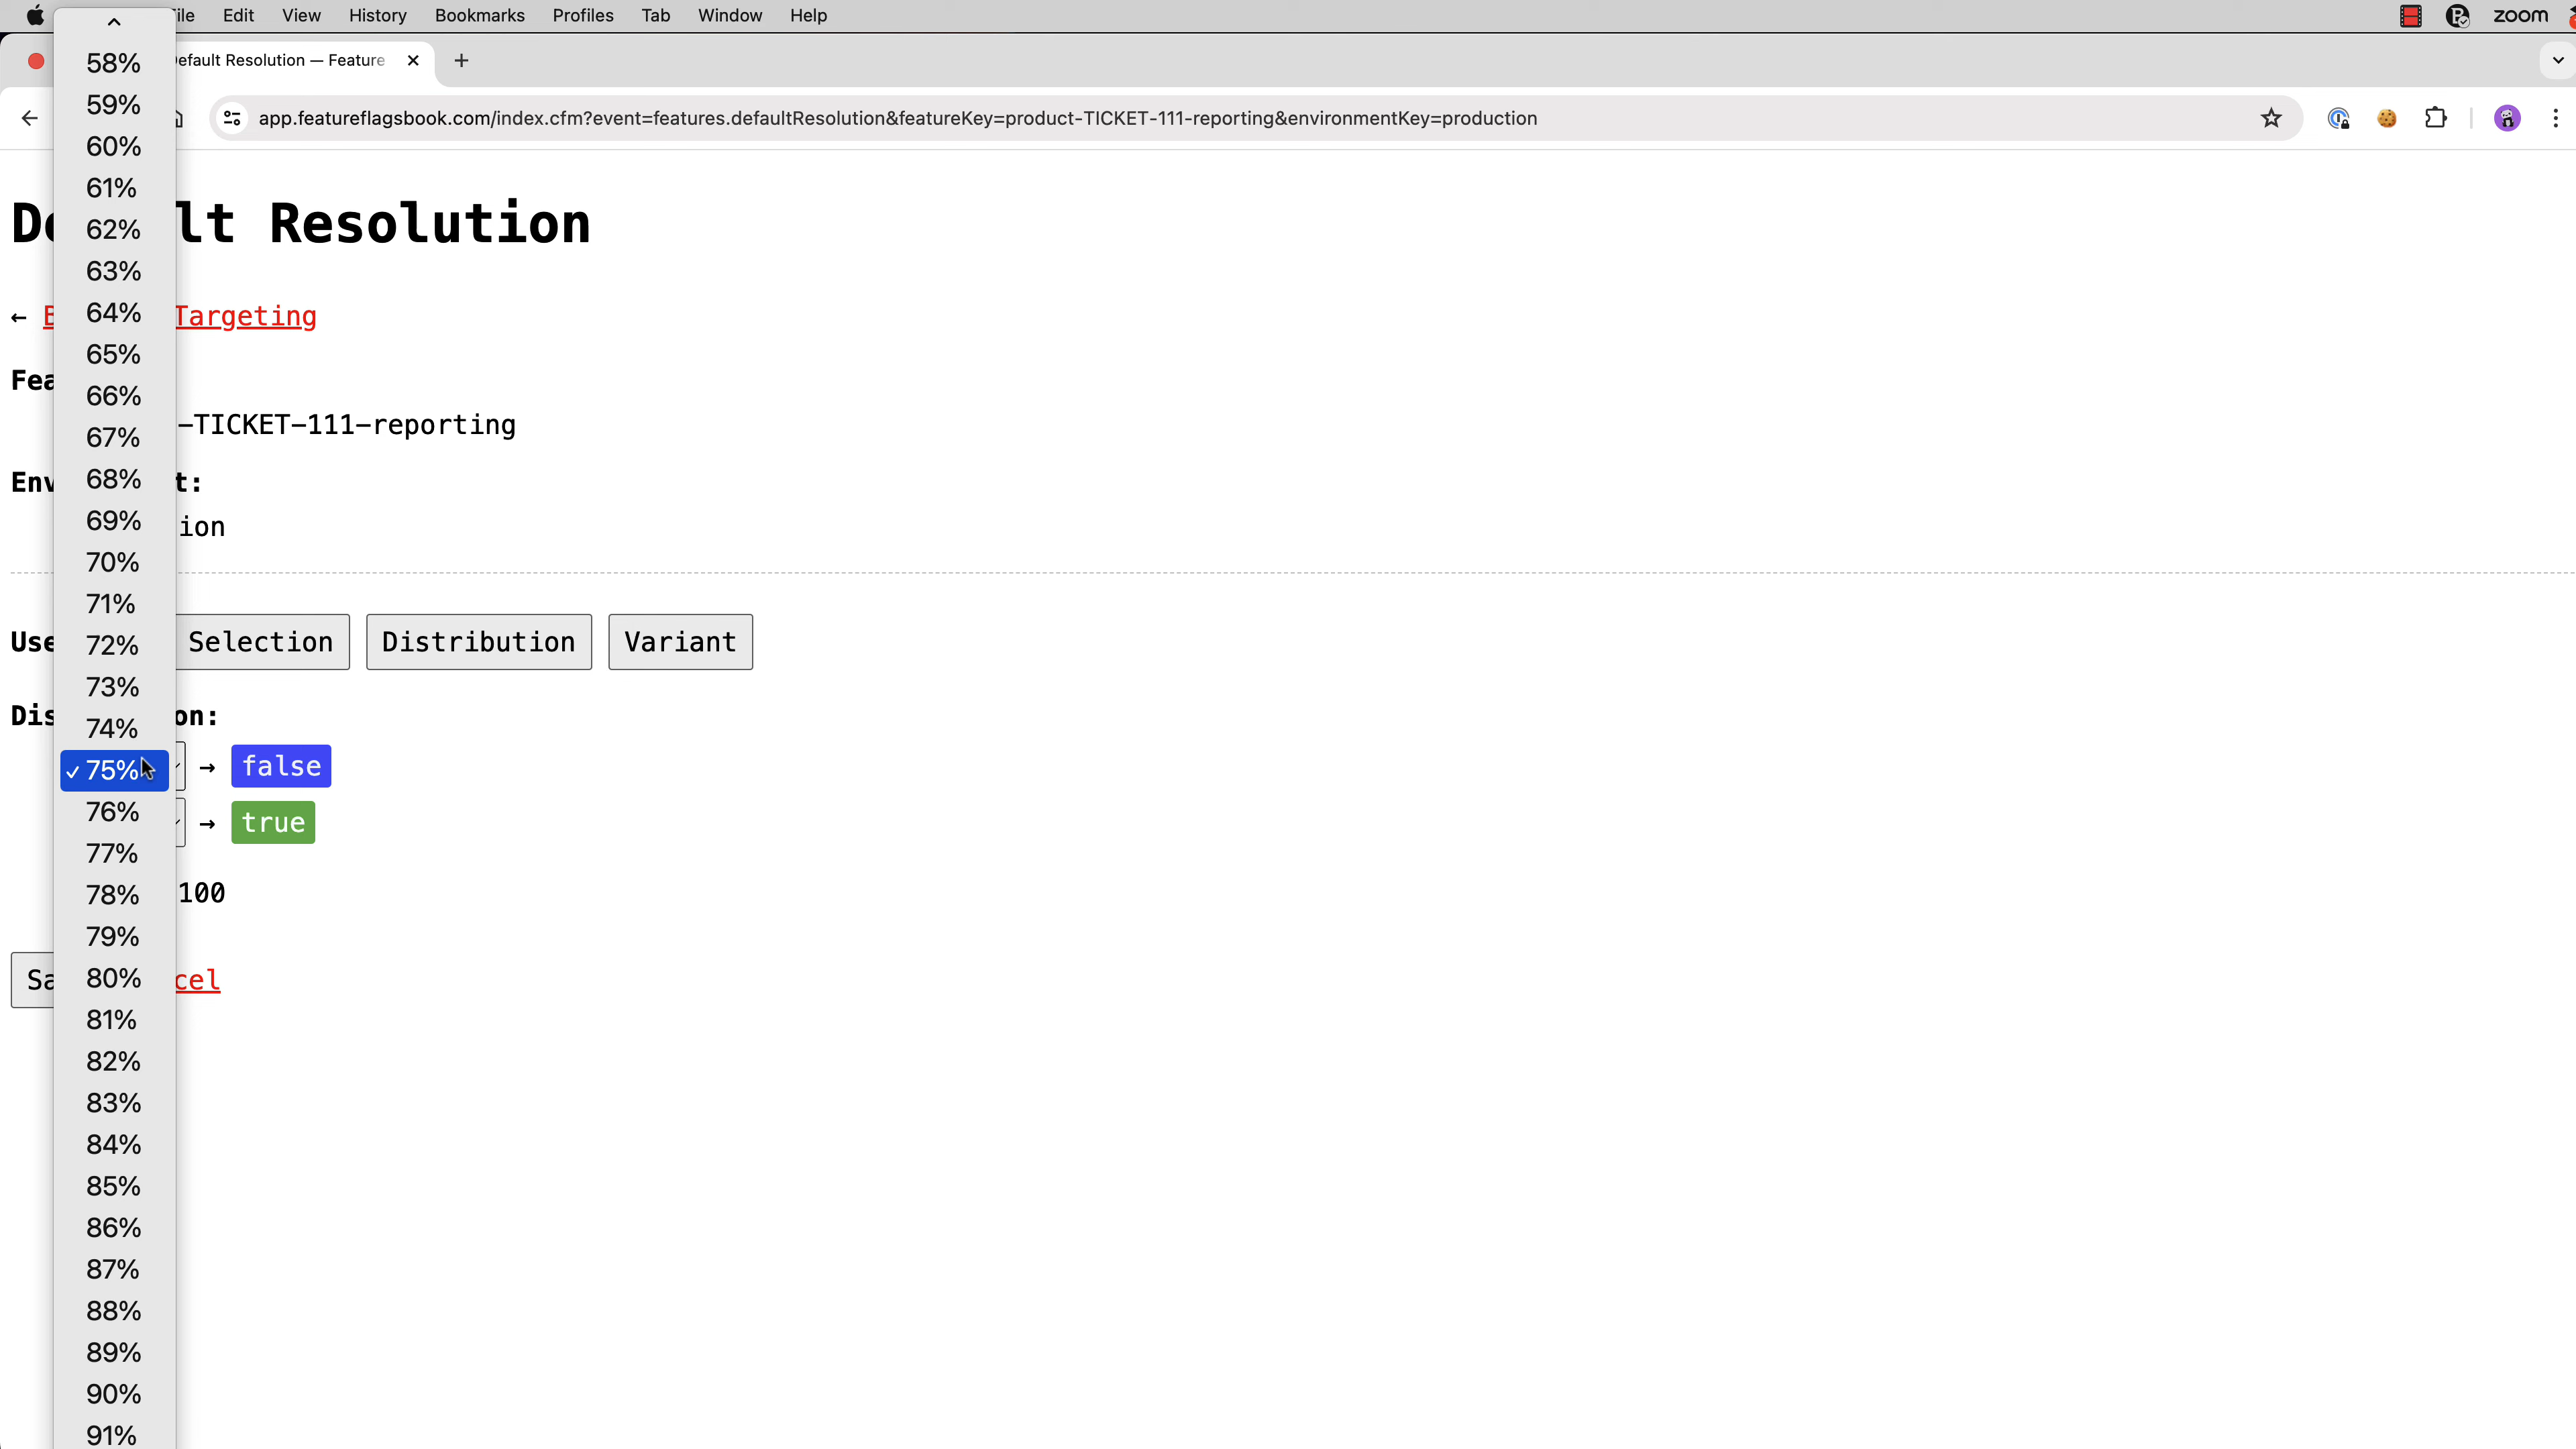 ile Edit View History Bookmarks Profiles Tab Window Help zoom
efault Resolution — Feature
app.featureflagsbook.com/index.cfm?event=features.defaultResolution&featureKey=product-TICKET-111-reporting&environmentKey=production
58%
59%
60%
61%
62%
63%
64%
65%
66%
67%
68%
69%
70%
71%
72%
73%
74%
✓ 75%
76%
77%
78%
79%
80%
81%
82%
83%
84%
85%
86%
87%
88%
89%
90%
91%
De lt Resolution
← B Targeting
Fea
-TICKET-111-reporting
Env t:
ion
Use Selection Distribution Variant
Dis on:
→ false
→ true
100
Sa cel